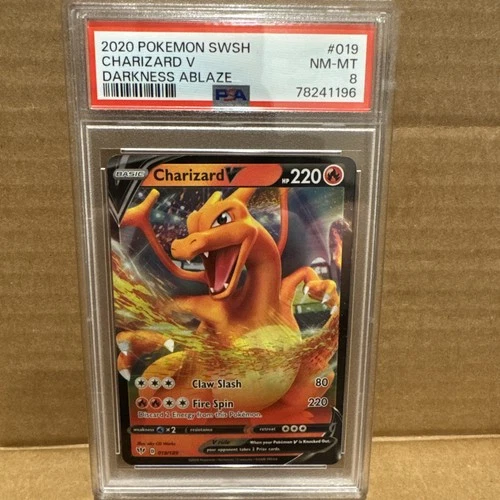 2020 POKEMON SWSH #019
CHARIZARD V NM-MT
DARKNESS ABLAZE 8
PSA 78241196
BASIC Charizard V HP 220
Claw Slash 80
Fire Spin 220
Discard 2 Energy from this Pokémon.
weakness ×2 resistance retreat
V rule When your Pokémon V is Knocked Out,
your opponent takes 2 Prize cards.
019/189